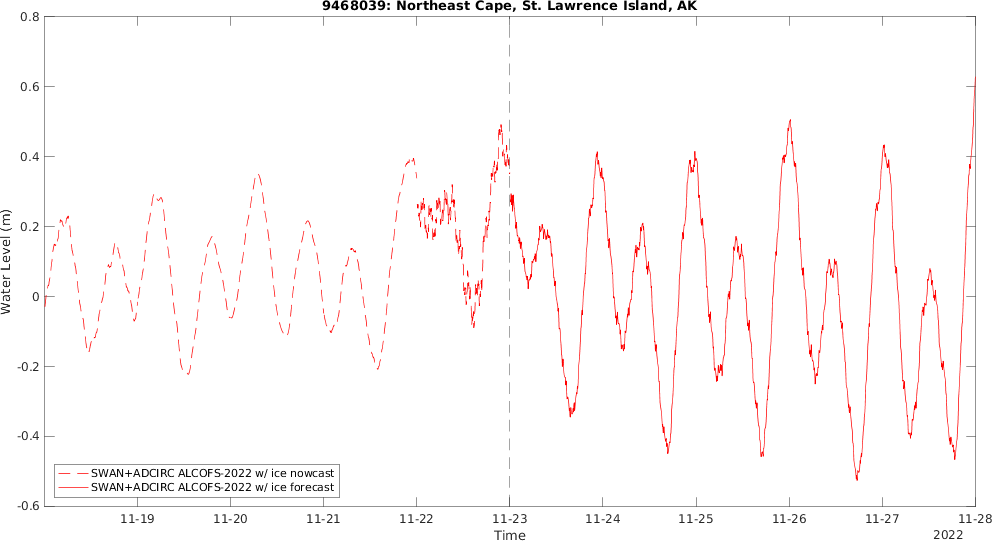 9468039: Northeast Cape, St. Lawrence Island, AK
0.8
0.6
0.4
0.2
0
-0.2
-0.4
-0.6
Water Level (m)
SWAN+ADCIRC ALCOFS-2022 w/ ice nowcast
SWAN+ADCIRC ALCOFS-2022 w/ ice forecast
11-19 11-20 11-21 11-22 11-23 11-24 11-25 11-26 11-27 11-28
Time
2022